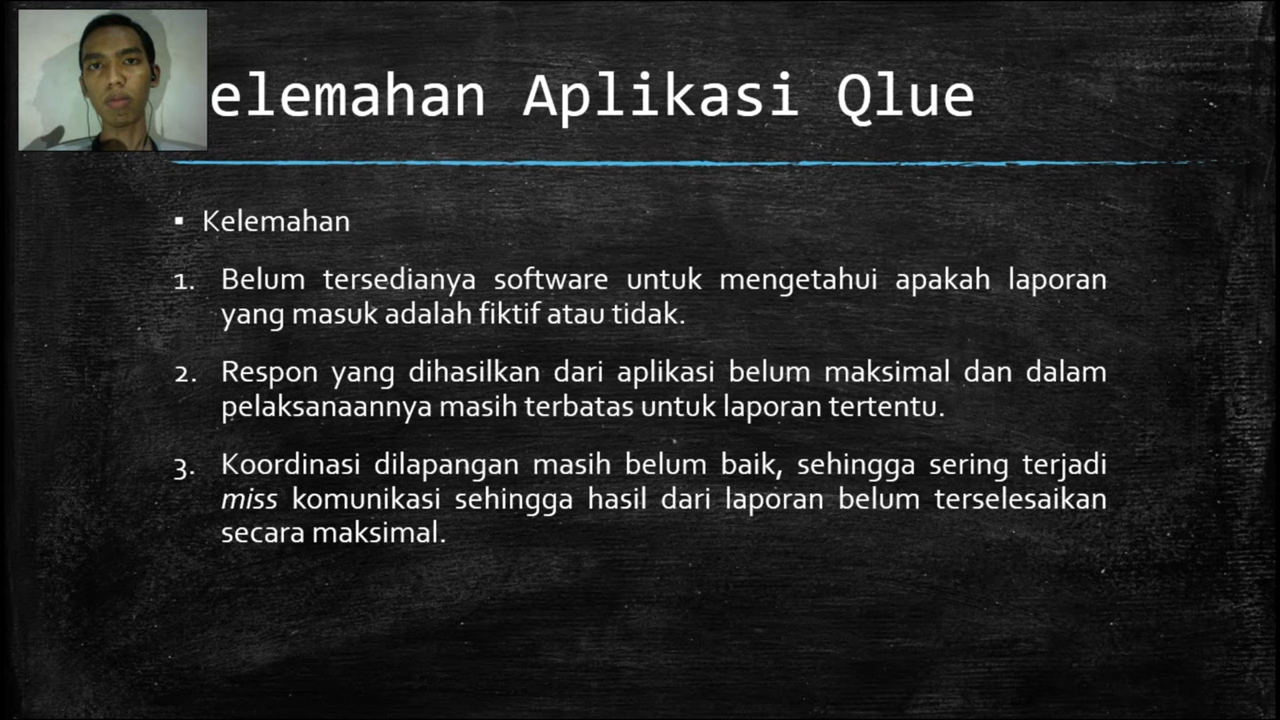 elemahan Aplikasi Qlue
▪ Kelemahan
1. Belum tersedianya software untuk mengetahui apakah laporan
yang masuk adalah fiktif atau tidak.
2. Respon yang dihasilkan dari aplikasi belum maksimal dan dalam
pelaksanaannya masih terbatas untuk laporan tertentu.
3. Koordinasi dilapangan masih belum baik, sehingga sering terjadi
miss komunikasi sehingga hasil dari laporan belum terselesaikan
secara maksimal.